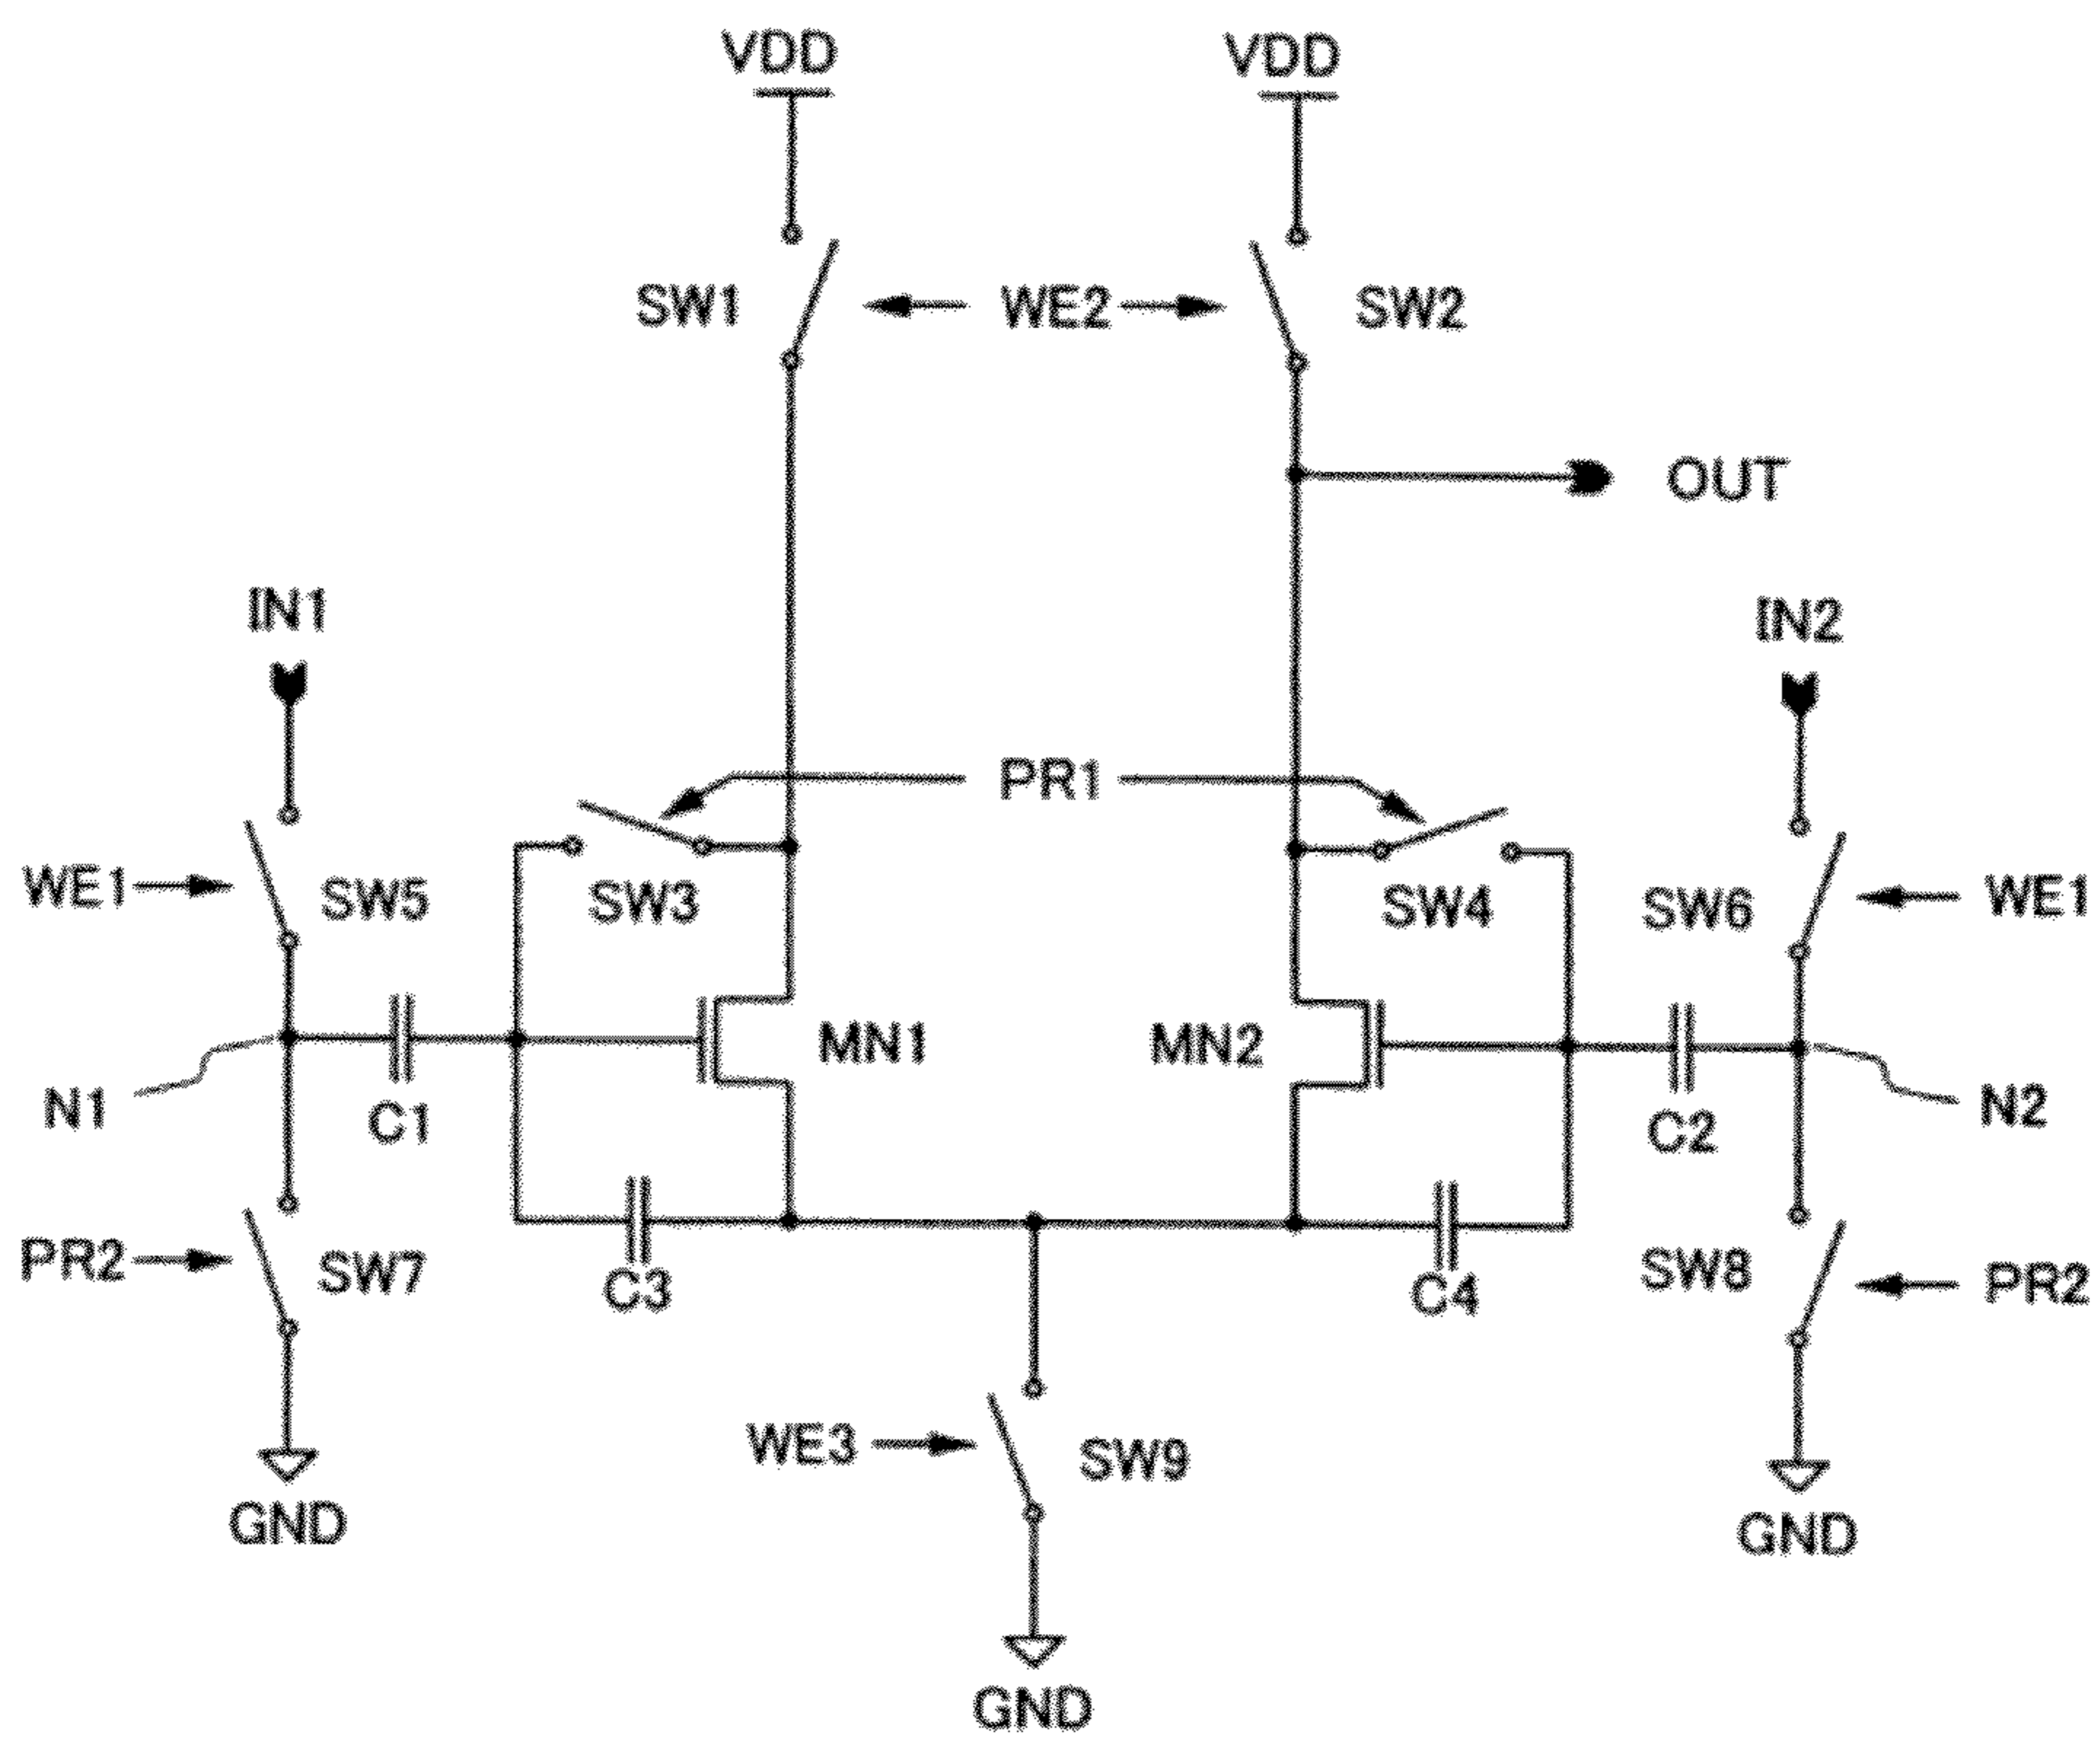 VDD VDD
SW1 WE2 SW2
OUT
IN1 IN2
PR1
WE1 SW5 SW3 SW4 SW6 WE1
MN1 MN2
N1 C1 C2 N2
PR2 SW7 C3 C4 SW8 PR2
WE3 SW9
GND GND
GND